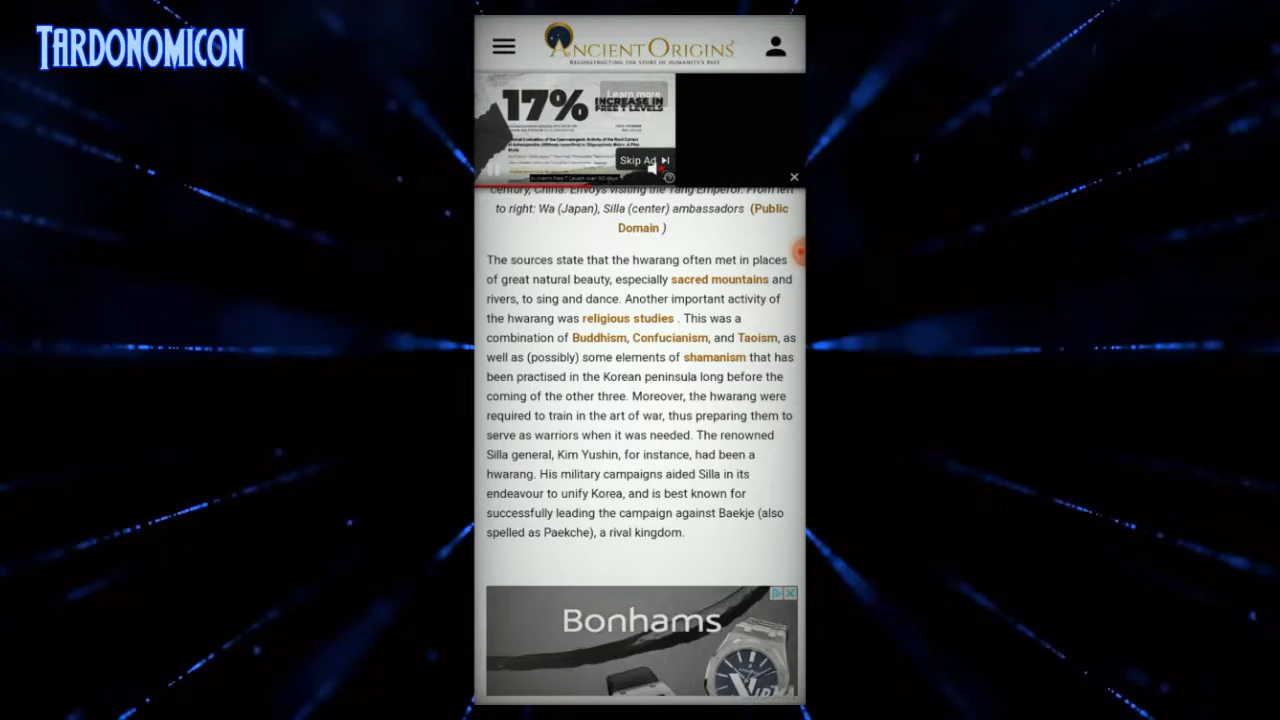 TARDONOMICON
ANCIENT ORIGINS
RECONSTRUCTING THE STORY OF HUMANITY'S PAST
17% INCREASE IN
FREE T LEVELS
Learn more
Skip Ad
century, China. Envoys visiting the Tang Emperor. From left
to right: Wa (Japan), Silla (center) ambassadors (Public
Domain )
The sources state that the hwarang often met in places
of great natural beauty, especially sacred mountains and
rivers, to sing and dance. Another important activity of
the hwarang was religious studies . This was a
combination of Buddhism, Confucianism, and Taoism, as
well as (possibly) some elements of shamanism that has
been practised in the Korean peninsula long before the
coming of the other three. Moreover, the hwarang were
required to train in the art of war, thus preparing them to
serve as warriors when it was needed. The renowned
Silla general, Kim Yushin, for instance, had been a
hwarang. His military campaigns aided Silla in its
endeavour to unify Korea, and is best known for
successfully leading the campaign against Baekje (also
spelled as Paekche), a rival kingdom.
Bonhams